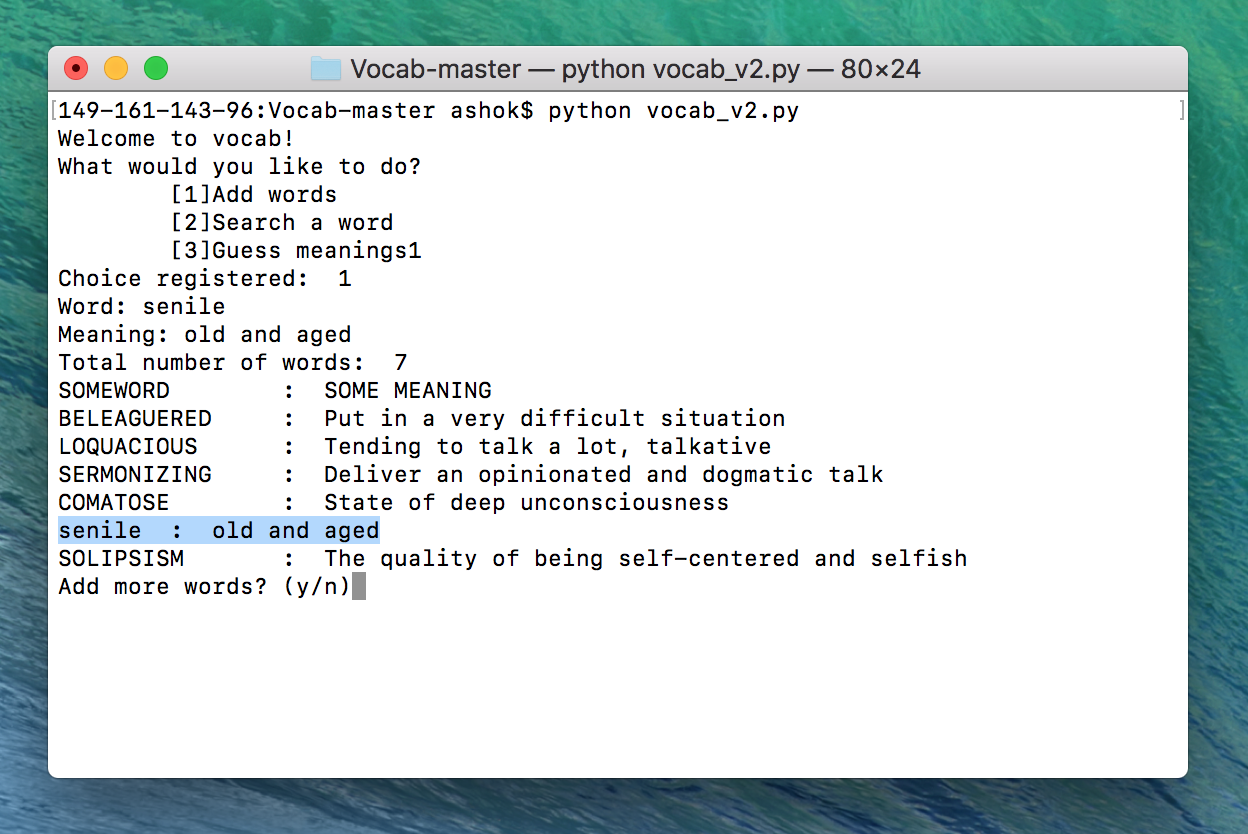 Vocab-master — python vocab_v2.py — 80×24
[149-161-143-96:Vocab-master ashok$ python vocab_v2.py ]
Welcome to vocab!
What would you like to do?
        [1]Add words
        [2]Search a word
        [3]Guess meanings1
Choice registered:  1
Word: senile
Meaning: old and aged
Total number of words:  7
SOMEWORD        :  SOME MEANING
BELEAGUERED     :  Put in a very difficult situation
LOQUACIOUS      :  Tending to talk a lot, talkative
SERMONIZING     :  Deliver an opinionated and dogmatic talk
COMATOSE        :  State of deep unconsciousness
senile  :  old and aged
SOLIPSISM       :  The quality of being self-centered and selfish
Add more words? (y/n)